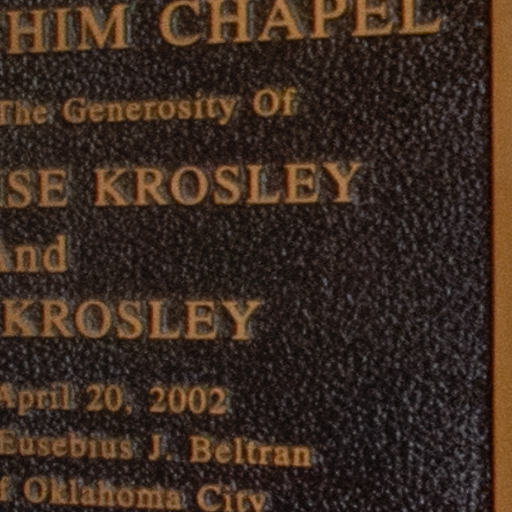 HIM CHAPEL
The Generosity Of
SE KROSLEY
And
KROSLEY
April 20, 2002
Eusebius J. Beltran
f Oklahoma City